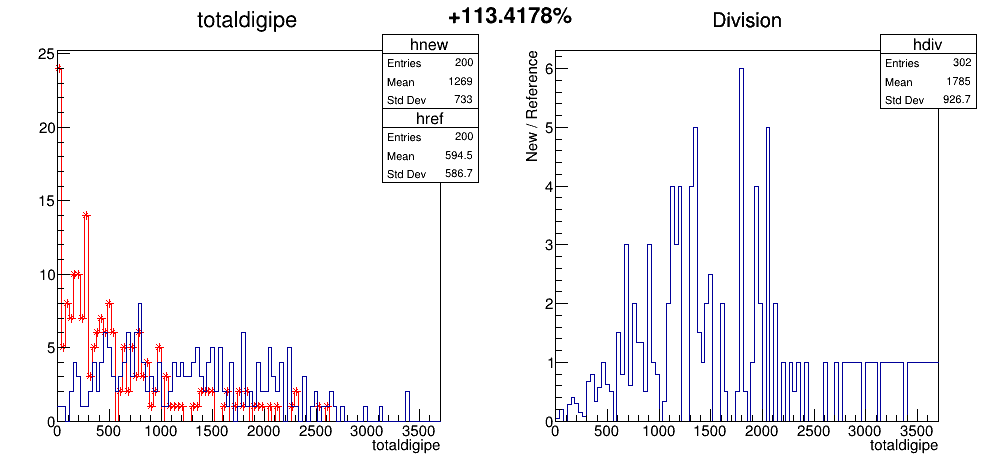 +113.4178%
totaldigipe
hnew
Entries 200
Mean 1269
Std Dev 733
href
Entries 200
Mean 594.5
Std Dev 586.7
25
20
15
10
5
0
0 500 1000 1500 2000 2500 3000 3500
totaldigipe
Division
hdiv
Entries 302
Mean 1785
Std Dev 926.7
New / Reference
6
5
4
3
2
1
0
0 500 1000 1500 2000 2500 3000 3500
totaldigipe